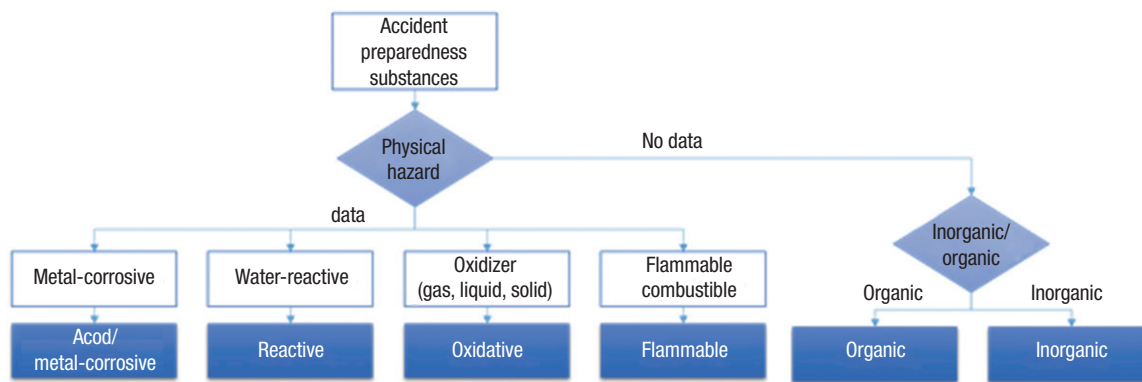 Accident
preparedness
substances
Physical
hazard
No data
data
Inorganic/
organic
Metal-corrosive
Water-reactive
Oxidizer
(gas, liquid, solid)
Flammable
combustible
Organic
Inorganic
Acod/
metal-corrosive
Reactive
Oxidative
Flammable
Organic
Inorganic